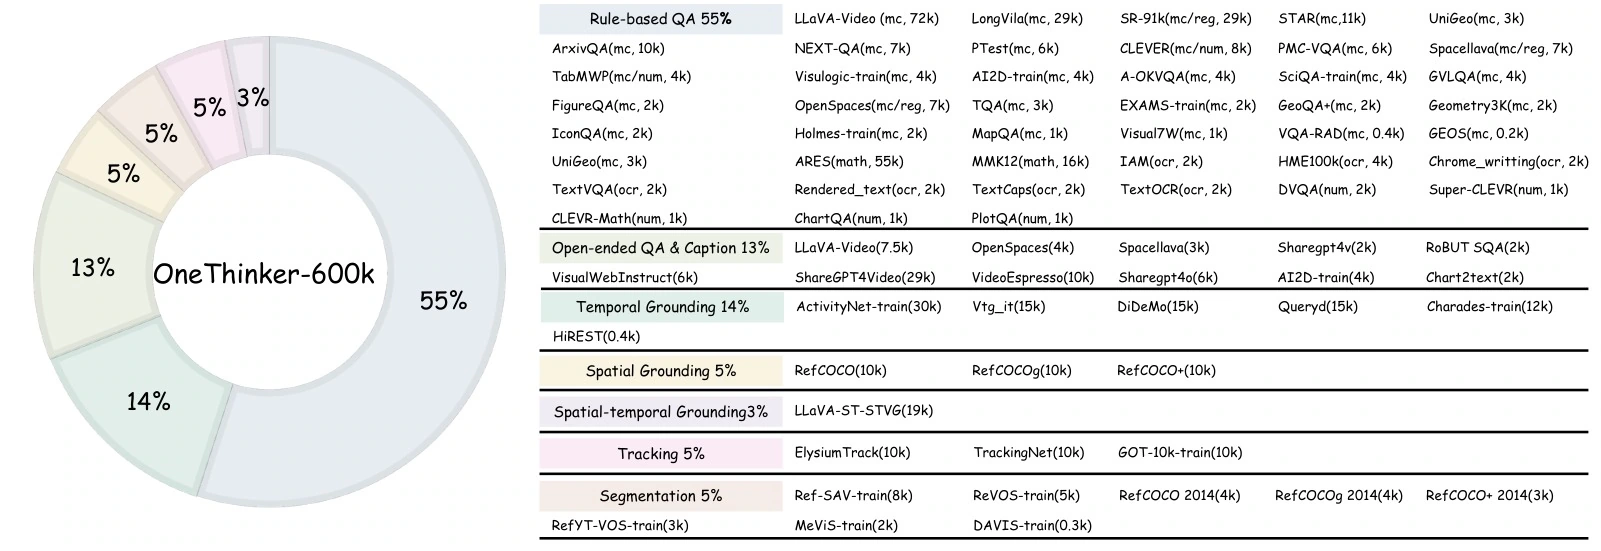 3%
5%
5%
5%
13%
OneThinker-600k
55%
14%
Rule-based QA 55% LLaVA-Video (mc, 72k) LongVila(mc, 29k) SR-91k(mc/reg, 29k) STAR(mc,11k) UniGeo(mc, 3k)
ArxivQA(mc, 10k) NEXT-QA(mc, 7k) PTest(mc, 6k) CLEVER(mc/num, 8k) PMC-VQA(mc, 6k) Spacellava(mc/reg, 7k)
TabMWP(mc/num, 4k) Visulogic-train(mc, 4k) AI2D-train(mc, 4k) A-OKVQA(mc, 4k) SciQA-train(mc, 4k) GVLQA(mc, 4k)
FigureQA(mc, 2k) OpenSpaces(mc/reg, 7k) TQA(mc, 3k) EXAMS-train(mc, 2k) GeoQA+(mc, 2k) Geometry3K(mc, 2k)
IconQA(mc, 2k) Holmes-train(mc, 2k) MapQA(mc, 1k) Visual7W(mc, 1k) VQA-RAD(mc, 0.4k) GEOS(mc, 0.2k)
UniGeo(mc, 3k) ARES(math, 55k) MMK12(math, 16k) IAM(ocr, 2k) HME100k(ocr, 4k) Chrome_writting(ocr, 2k)
TextVQA(ocr, 2k) Rendered_text(ocr, 2k) TextCaps(ocr, 2k) TextOCR(ocr, 2k) DVQA(num, 2k) Super-CLEVR(num, 1k)
CLEVR-Math(num, 1k) ChartQA(num, 1k) PlotQA(num, 1k)
Open-ended QA & Caption 13% LLaVA-Video(7.5k) OpenSpaces(4k) Spacellava(3k) Sharegpt4v(2k) RoBUT SQA(2k)
VisualWebInstruct(6k) ShareGPT4Video(29k) VideoEspresso(10k) Sharegpt4o(6k) AI2D-train(4k) Chart2text(2k)
Temporal Grounding 14% ActivityNet-train(30k) Vtg_it(15k) DiDeMo(15k) Queryd(15k) Charades-train(12k)
HiREST(0.4k)
Spatial Grounding 5% RefCOCO(10k) RefCOCOg(10k) RefCOCO+(10k)
Spatial-temporal Grounding3% LLaVA-ST-STVG(19k)
Tracking 5% ElysiumTrack(10k) TrackingNet(10k) GOT-10k-train(10k)
Segmentation 5% Ref-SAV-train(8k) ReVOS-train(5k) RefCOCO 2014(4k) RefCOCOg 2014(4k) RefCOCO+ 2014(3k)
RefYT-VOS-train(3k) MeViS-train(2k) DAVIS-train(0.3k)